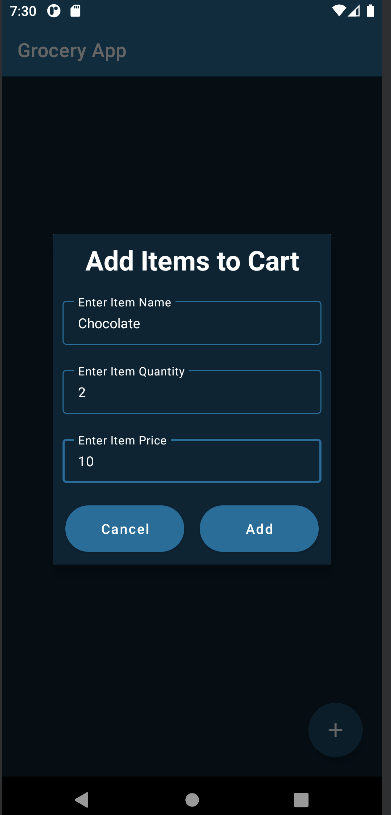 7:30
Grocery App
Add Items to Cart
Enter Item Name
Chocolate
Enter Item Quantity
2
Enter Item Price
10
Cancel Add
+